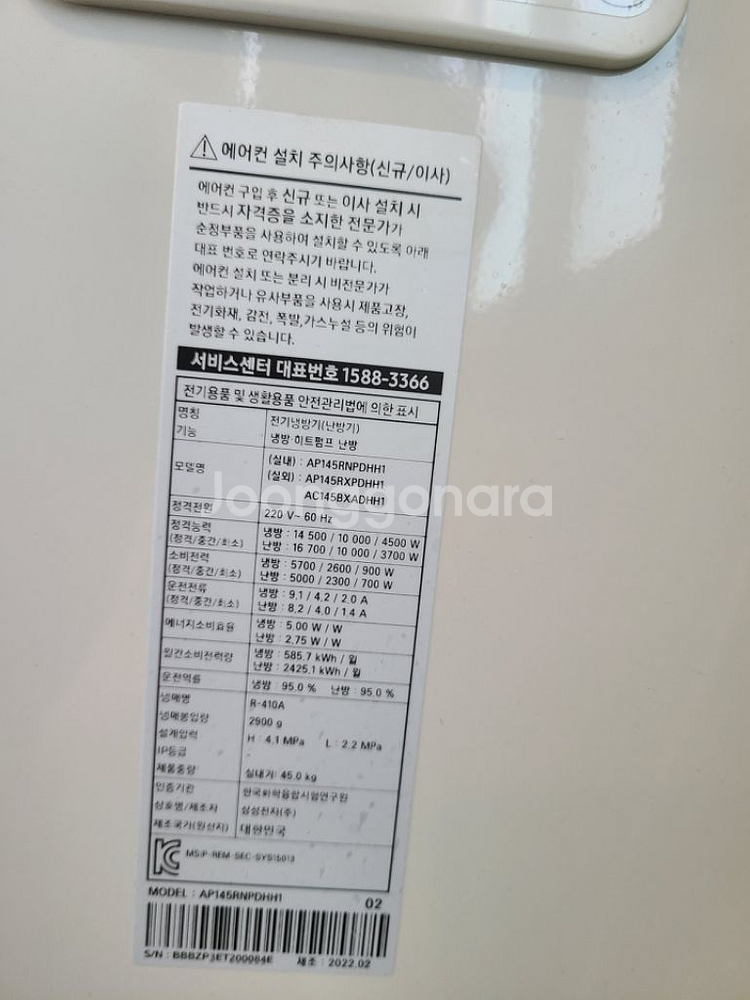 ⚠ 에어컨 설치 주의사항(신규/이사)
에어컨 구입 후 신규 또는 이사 설치 시
반드시 자격증을 소지한 전문가가
순정부품을 사용하여 설치할 수 있도록 아래
대표 번호로 연락주시기 바랍니다.
에어컨 설치 또는 분리 시 비전문가가
작업하거나 유사부품을 사용시 제품고장,
전기화재, 감전, 폭발,가스누설 등의 위험이
발생할 수 있습니다.
서비스센터 대표번호 1588-3366
전기용품 및 생활용품 안전관리법에 의한 표시
명칭 전기냉방기(난방기)
기능 냉방·히트펌프 난방
모델명 (실내) : AP145RNPDHH1
(실외) : AP145RXPDHH1
AC145BXADHH1
정격전원 220 V~ 60 Hz
정격능력 냉방 : 14 500 / 10 000 / 4500 W
(정격/중간/최소) 난방 : 16 700 / 10 000 / 3700 W
소비전력 냉방 : 5700 / 2600 / 900 W
(정격/중간/최소) 난방 : 5000 / 2300 / 700 W
운전전류 냉방 : 9.1 / 4.2 / 2.0 A
(정격/중간/최소) 난방 : 8.2 / 4.0 / 1.4 A
에너지소비효율 냉방 : 5.00 W / W
난방 : 2.75 W / W
월간소비전력량 냉방 : 585.7 kWh / 월
난방 : 2425.1 kWh / 월
운전역률 냉방 : 95.0 % 난방 : 95.0 %
냉매명 R-410A
냉매봉입량 2900 g
설계압력 H : 4.1 MPa L : 2.2 MPa
IP등급 -
제품중량 실내기: 45.0 kg
인증기관 한국화학융합시험연구원
상호명/제조자 삼성전자(주)
제조국가(원산지) 대한민국
MSIP-REM-SEC-SYS15013
MODEL : AP145RNPDHH1 02
S/N : BBBZP3ET200064E 제조 : 2022.02
Joonggonara